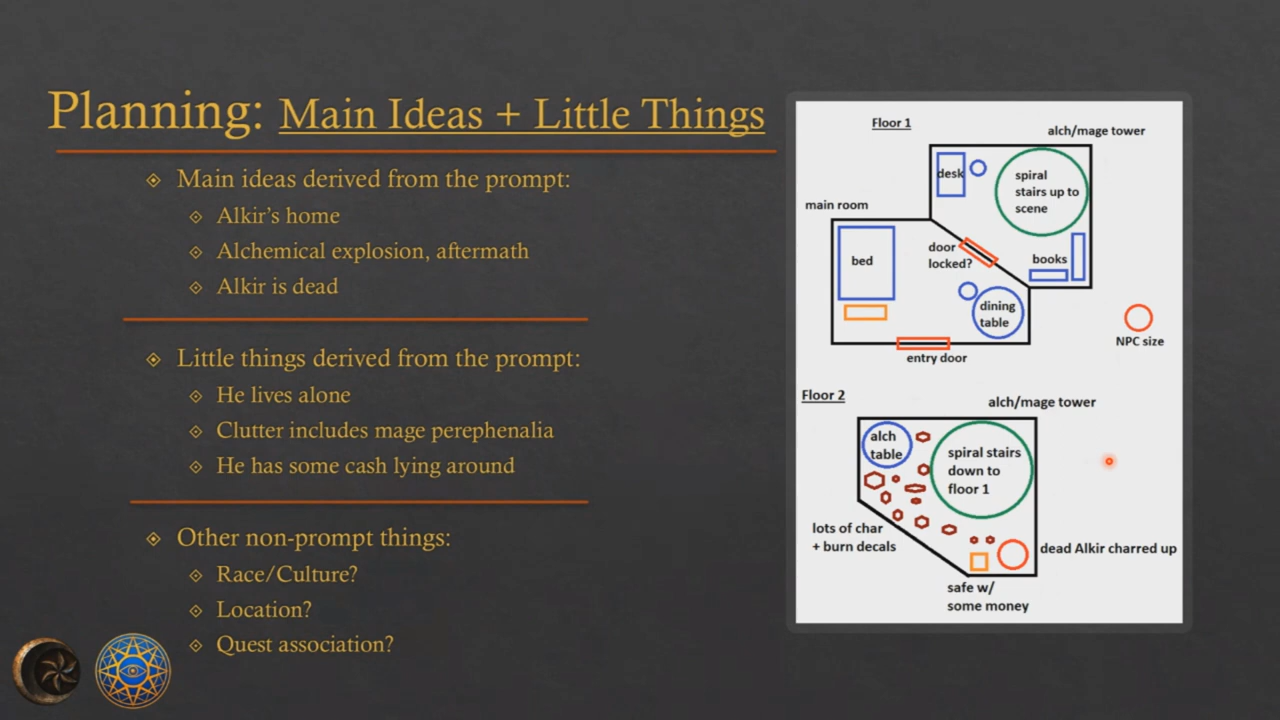 Planning: Main Ideas + Little Things
Main ideas derived from the prompt:
Alkir's home
Alchemical explosion, aftermath
Alkir is dead
Little things derived from the prompt:
He lives alone
Clutter includes mage perephenalia
He has some cash lying around
Other non-prompt things:
Race/Culture?
Location?
Quest association?
Floor 1
alch/mage tower
desk
spiral
stairs up to
scene
main room
door
locked?
bed
books
dining
table
entry door
NPC size
Floor 2
alch/mage tower
alch
table
spiral stairs
down to
floor 1
lots of char
+ burn decals
dead Alkir charred up
safe w/
some money